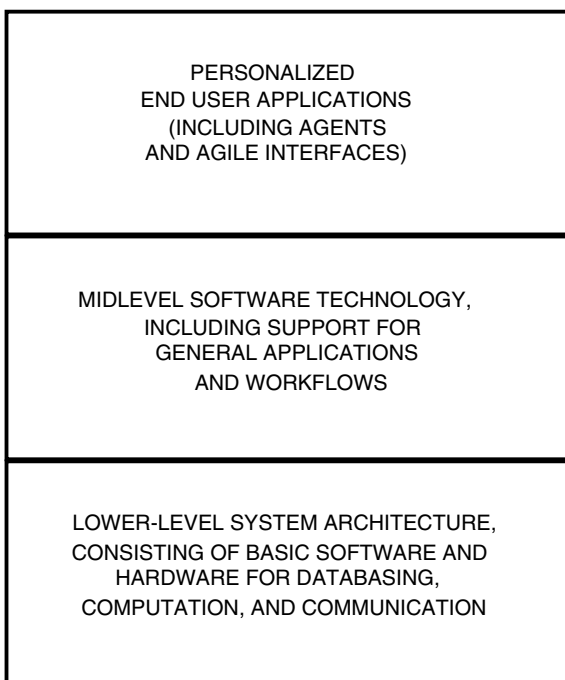 PERSONALIZED
END USER APPLICATIONS
(INCLUDING AGENTS
AND AGILE INTERFACES)
MIDLEVEL SOFTWARE TECHNOLOGY,
INCLUDING SUPPORT FOR
GENERAL APPLICATIONS
AND WORKFLOWS
LOWER-LEVEL SYSTEM ARCHITECTURE,
CONSISTING OF BASIC SOFTWARE AND
HARDWARE FOR DATABASING,
COMPUTATION, AND COMMUNICATION